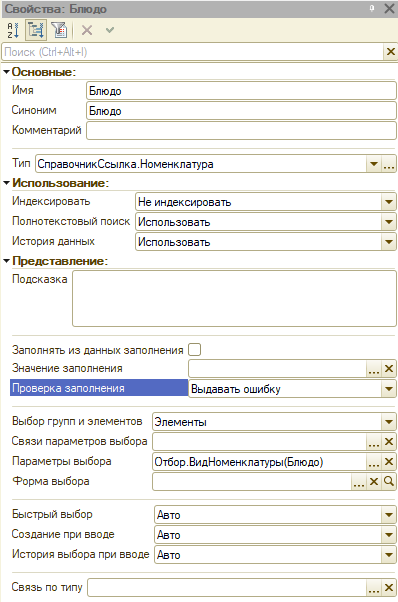 Свойства: Блюдо
Поиск (Ctrl+Alt+I)
Основные:
Имя Блюдо
Синоним Блюдо
Комментарий
Тип СправочникСсылка.Номенклатура
Использование:
Индексировать Не индексировать
Полнотекстовый поиск Использовать
История данных Использовать
Представление:
Подсказка
Заполнять из данных заполнения
Значение заполнения
Проверка заполнения Выдавать ошибку
Выбор групп и элементов Элементы
Связи параметров выбора
Параметры выбора Отбор.ВидНоменклатуры(Блюдо)
Форма выбора
Быстрый выбор Авто
Создание при вводе Авто
История выбора при вводе Авто
Связь по типу